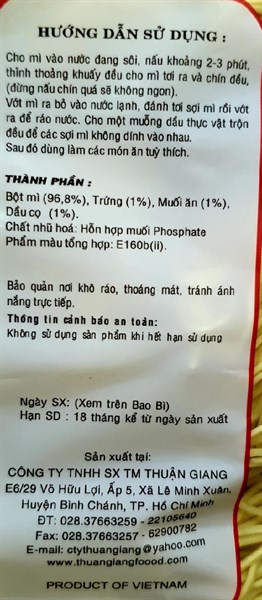 HƯỚNG DẪN SỬ DỤNG :
Cho mì vào nước đang sôi, nấu khoảng 2-3 phút,
thỉnh thoảng khuấy đều cho mì tơi ra và chín đều,
(đừng nấu chín quá sẽ không ngon).
Vớt mì ra bỏ vào nước lạnh, đánh tơi sợi mì rồi vớt
ra để ráo nước. Cho một muỗng dầu thực vật trộn
đều để các sợi mì không dính vào nhau.
Sau đó dùng làm các món ăn tuỳ thích.
THÀNH PHẦN :
Bột mì (96,8%), Trứng (1%), Muối ăn (1%),
Dầu cọ (1%).
Chất nhũ hoá: Hỗn hợp muối Phosphate
Phẩm màu tổng hợp: E160b(ii).
Bảo quản nơi khô ráo, thoáng mát, tránh ánh
nắng trực tiếp.
Thông tin cảnh báo an toàn:
Không sử dụng sản phẩm khi hết hạn sử dụng
Ngày SX: (Xem trên Bao Bì)
Hạn SD : 18 tháng kể từ ngày sản xuất
Sản xuất tại:
CÔNG TY TNHH SX TM THUẬN GIANG
E6/29 Võ Hữu Lợi, Ấp 5, Xã Lê Minh Xuân,
Huyện Bình Chánh, TP. Hồ Chí Minh
ĐT: 028.37663259 - 22105640
Fax: 028.37663257 - 62900782
E-mail: ctythuangiang@yahoo.com
www.thuangiangfoood.com
PRODUCT OF VIETNAM